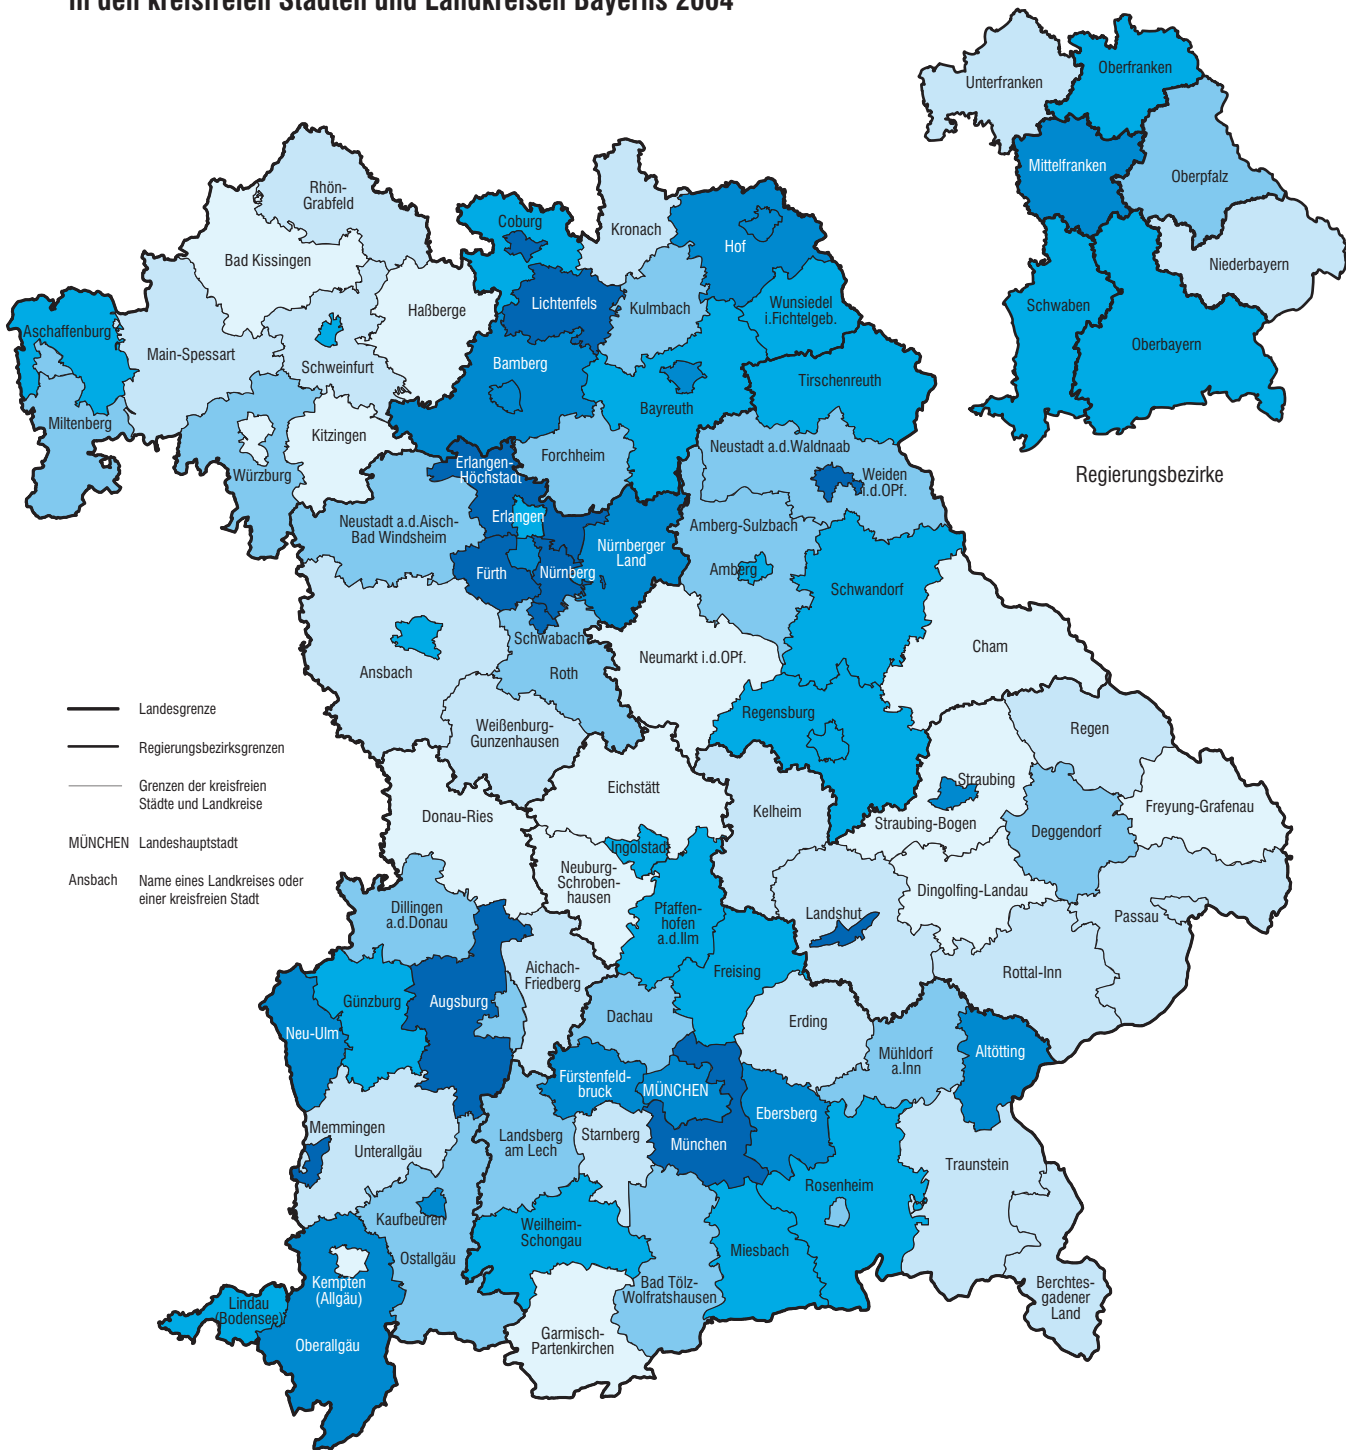 in den kreisfreien Städten und Landkreisen Bayerns 2004
Unterfranken
Oberfranken
Mittelfranken
Oberpfalz
Niederbayern
Schwaben
Oberbayern
Regierungsbezirke
Rhön-
Grabfeld
Bad Kissingen
Haßberge
Coburg
Kronach
Hof
Lichtenfels
Kulmbach
Wunsiedel
i.Fichtelgeb.
Aschaffenburg
Main-Spessart
Schweinfurt
Bamberg
Bayreuth
Tirschenreuth
Miltenberg
Würzburg
Kitzingen
Erlangen-
Höchstadt
Forchheim
Neustadt a.d.Waldnaab
Weiden
i.d.OPf.
Neustadt a.d.Aisch-
Bad Windsheim
Erlangen
Fürth
Nürnberg
Nürnberger
Land
Amberg-Sulzbach
Amberg
Schwandorf
Cham
Ansbach
Schwabach
Roth
Neumarkt i.d.OPf.
Weißenburg-
Gunzenhausen
Regensburg
Regen
Landesgrenze
Regierungsbezirksgrenzen
Grenzen der kreisfreien
Städte und Landkreise
MÜNCHEN Landeshauptstadt
Ansbach Name eines Landkreises oder
einer kreisfreien Stadt
Donau-Ries
Eichstätt
Kelheim
Straubing
Straubing-Bogen
Deggendorf
Freyung-Grafenau
Ingolstadt
Neuburg-
Schroben-
hausen
Pfaffen-
hofen
a.d.Ilm
Dingolfing-Landau
Landshut
Passau
Rottal-Inn
Dillingen
a.d.Donau
Aichach-
Friedberg
Freising
Günzburg
Augsburg
Neu-Ulm
Dachau
Erding
Mühldorf
a.Inn
Altötting
Fürstenfeld-
bruck
MÜNCHEN
Ebersberg
München
Starnberg
Landsberg
am Lech
Memmingen
Unterallgäu
Traunstein
Rosenheim
Kaufbeuren
Ostallgäu
Weilheim-
Schongau
Miesbach
Bad Tölz-
Wolfratshausen
Berchtes-
gadener
Land
Kempten
(Allgäu)
Lindau
(Bodensee)
Oberallgäu
Garmisch-
Partenkirchen